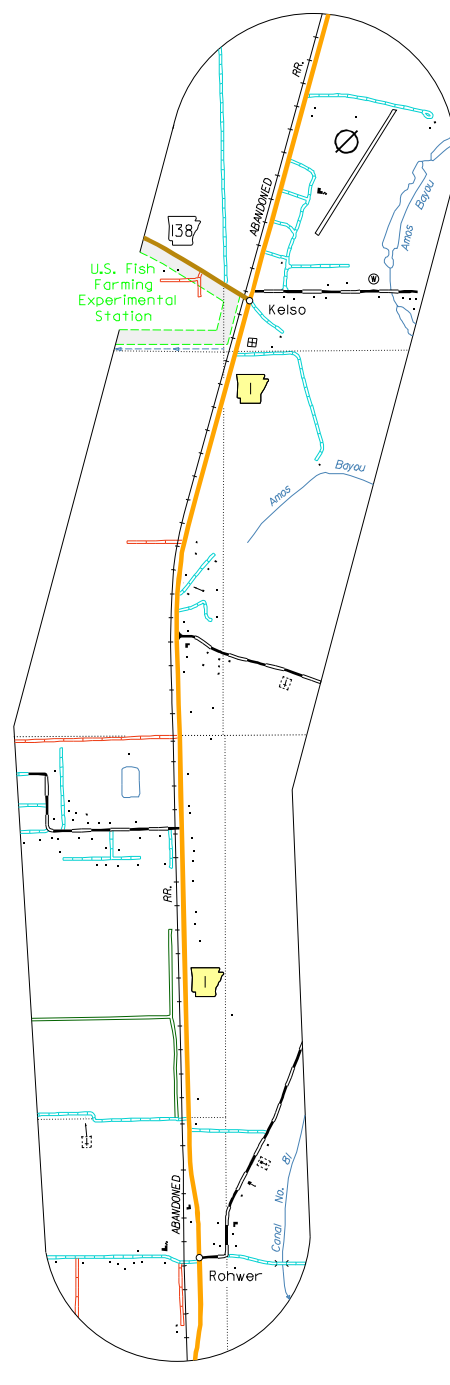 RR.
ABANDONED
Amos Bayou
138
U.S. Fish
Farming
Experimental
Station
W
Kelso
1
Amos Bayou
RR.
1
ABANDONED
Canal No. 81
Rohwer